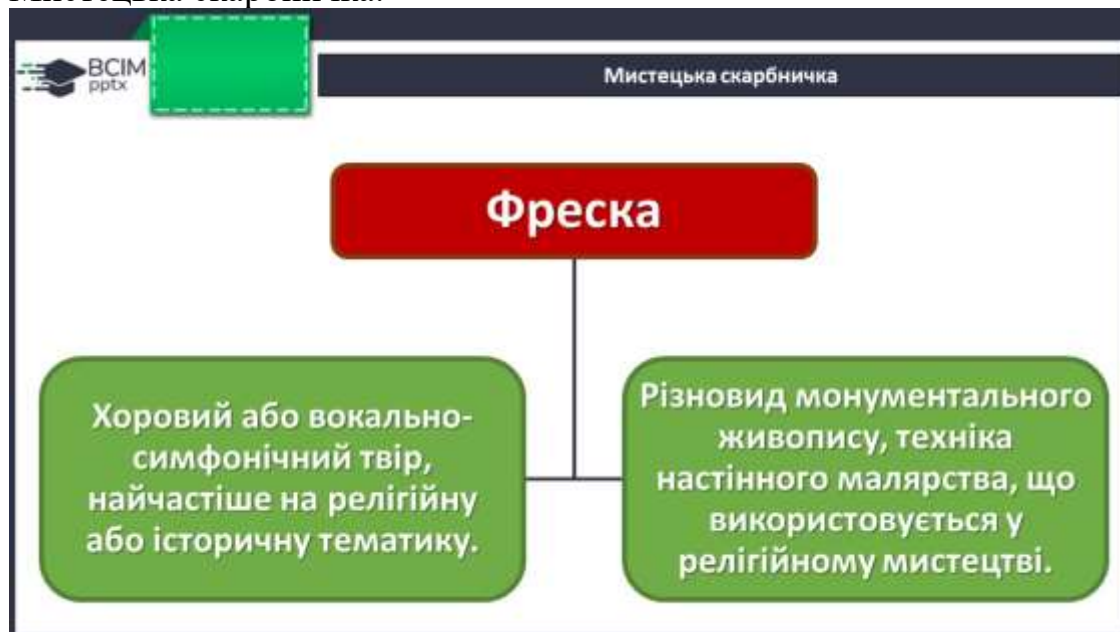 BCIM
pptx
Мистецька скарбничка
Фреска
Хоровий або вокально-
симфонічний твір,
найчастіше на релігійну
або історичну тематику.
Різновид монументального
живопису, техніка
настінного малярства, що
використовується у
релігійному мистецтві.